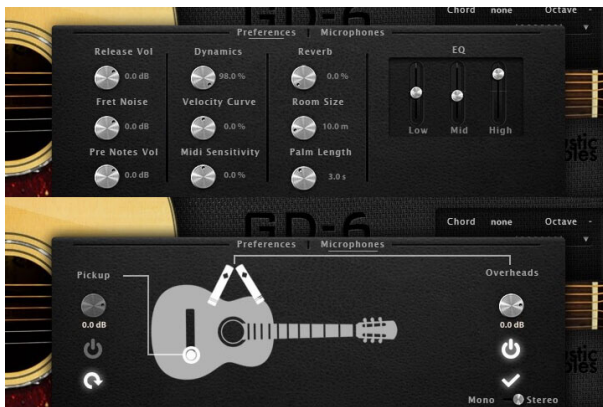 GD-6
Chord none Octave -
Preferences | Microphones
Release Vol Dynamics Reverb EQ
0.0 dB 98.0 % 0.0 %
Fret Noise Velocity Curve Room Size
0.0 dB 0.0 % 10.0 m
Low Mid High
Pre Notes Vol Midi Sensitivity Palm Length
0.0 dB 0.0 % 3.0 s
GD-6
Chord none Octave -
Preferences | Microphones
Pickup Overheads
0.0 dB 0.0 dB
Mono Stereo